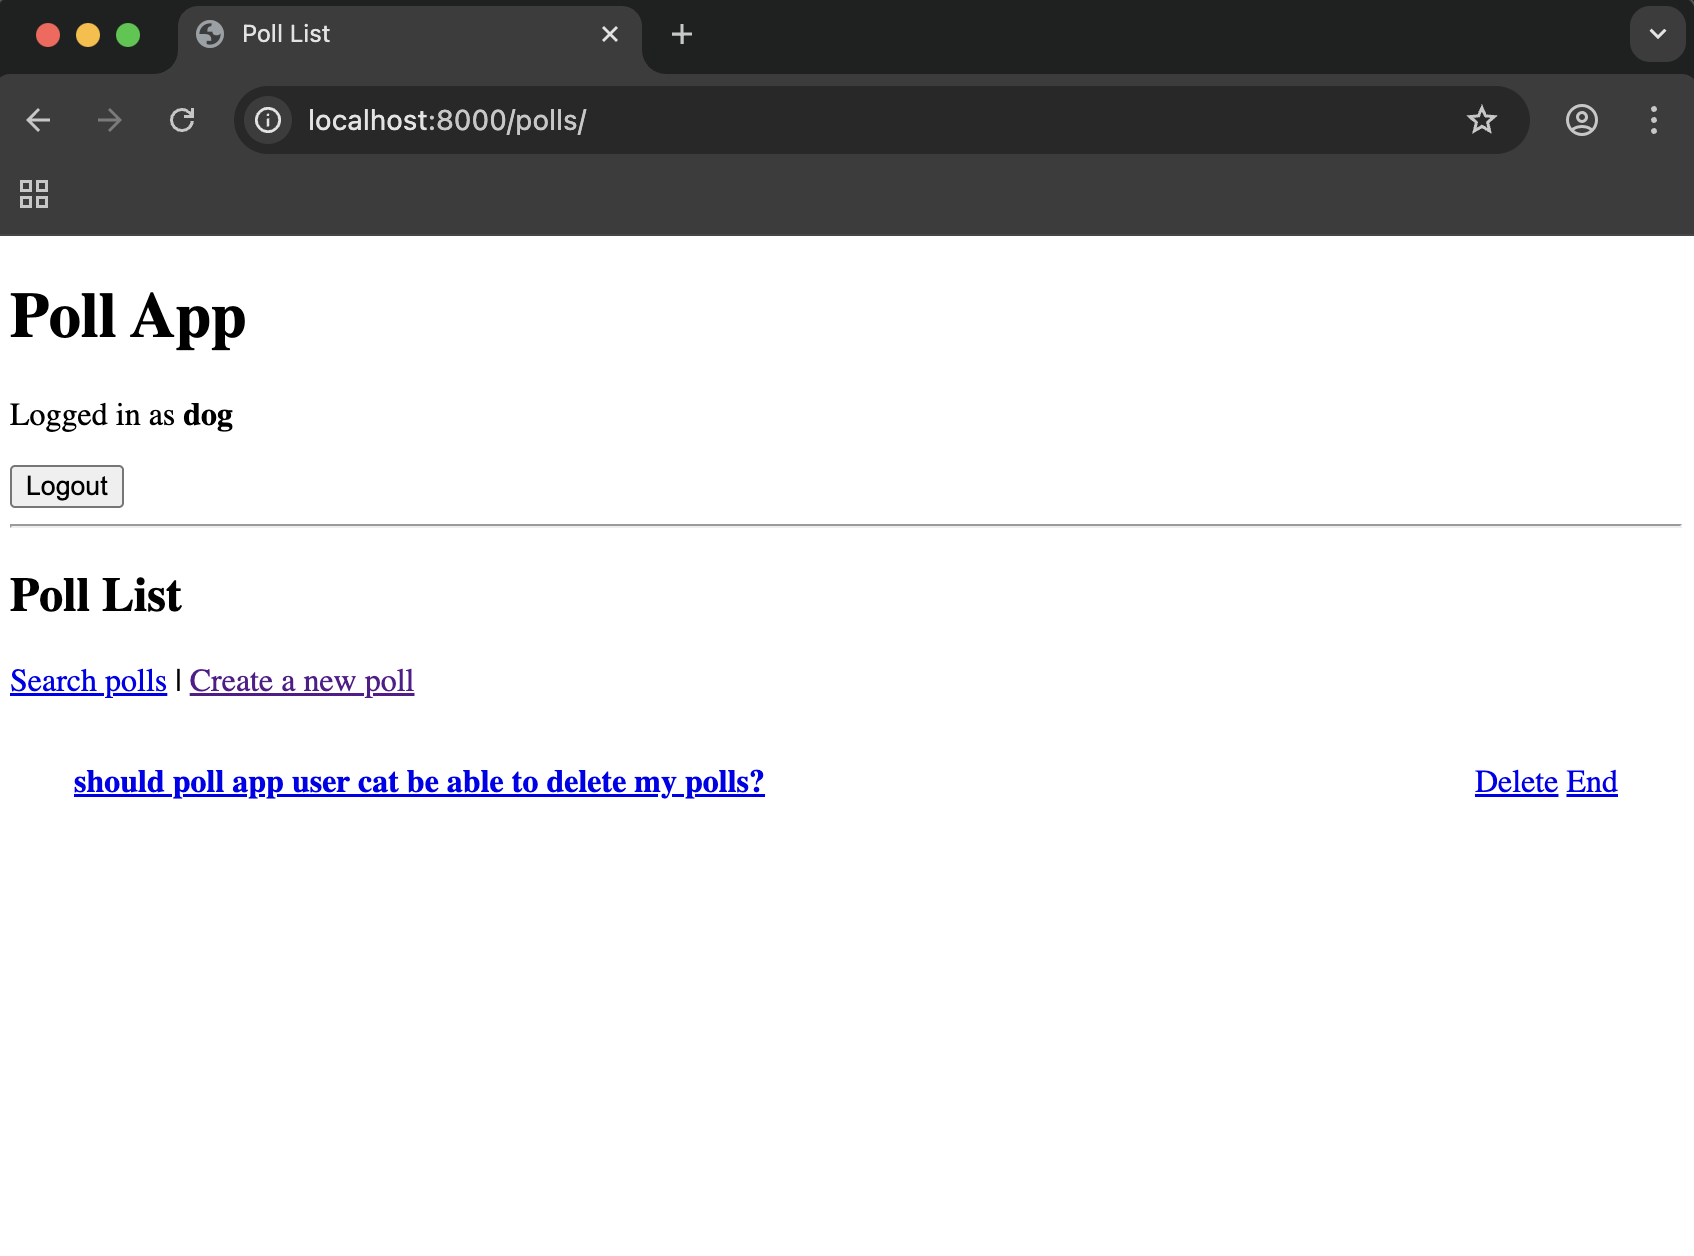 Poll List
localhost:8000/polls/
Poll App
Logged in as dog
Logout
Poll List
Search polls | Create a new poll
should poll app user cat be able to delete my polls? Delete End